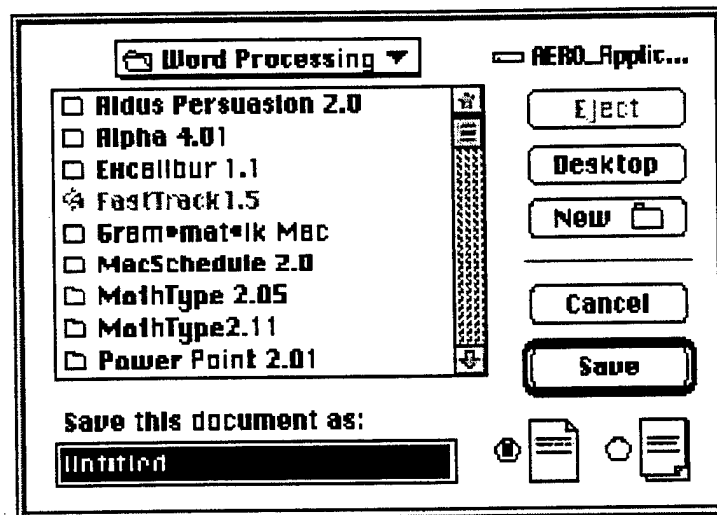 Word Processing
AERO_Applic...
Aldus Persuasion 2.0
Alpha 4.01
Excalibur 1.1
FastTrack1.5
Gram•mat•ik Mac
MacSchedule 2.0
MathType 2.05
MathType2.11
Power Point 2.01
Eject
Desktop
New
Cancel
Save
Save this document as:
Untitled